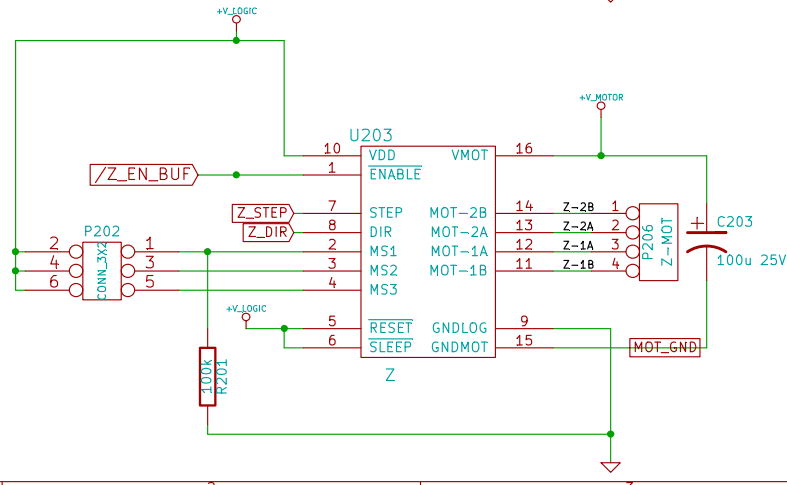 +V_LOGIC
+V_MOTOR
U203
10 VDD VMOT 16
/Z_EN_BUF 1 ENABLE
Z_STEP 7 STEP MOT-2B 14 Z-2B 1
Z_DIR 8 DIR MOT-2A 13 Z-2A 2
P202
2 1 2 MS1 MOT-1A 12 Z-1A 3
4 3 3 MS2 MOT-1B 11 Z-1B 4
6 5 4 MS3
CONN_3X2
P206
Z-MOT
C203
100u 25V
+V_LOGIC
5 RESET GNDLOG 9
6 SLEEP GNDMOT 15 MOT_GND
Z
100k
R201